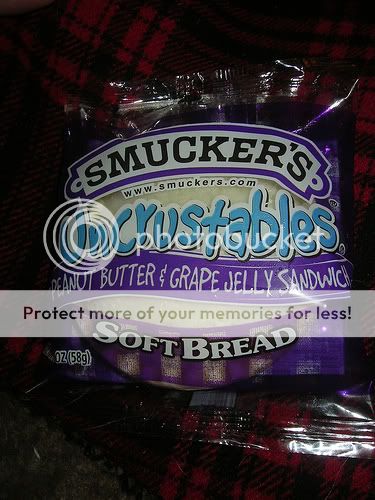 SMUCKER'S
www.smuckers.com
uncrustables
photobucket
PEANUT BUTTER & GRAPE JELLY SANDWICH
Protect more of your memories for less!
SOFT BREAD
OZ (58g)